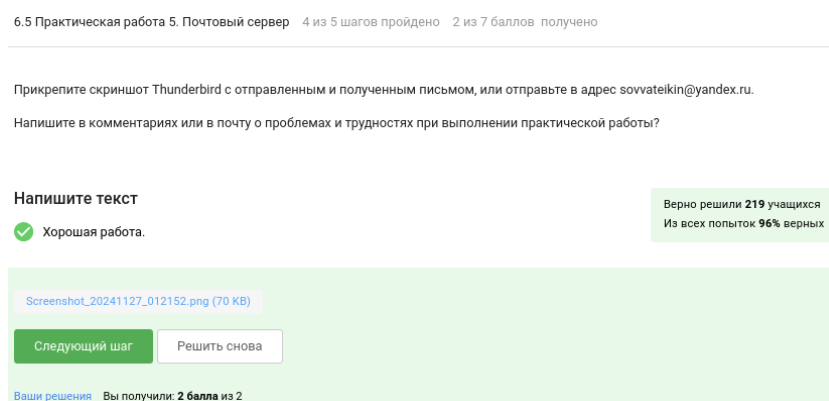 6.5 Практическая работа 5. Почтовый сервер 4 из 5 шагов пройдено 2 из 7 баллов получено
Прикрепите скриншот Thunderbird с отправленным и полученным письмом, или отправьте в адрес sovvateikin@yandex.ru.
Напишите в комментариях или в почту о проблемах и трудностях при выполнении практической работы?
Напишите текст
Верно решили 219 учащихся
Из всех попыток 96% верных
Хорошая работа.
Screenshot_20241127_012152.png (70 KB)
Следующий шаг Решить снова
Ваши решения Вы получили: 2 балла из 2